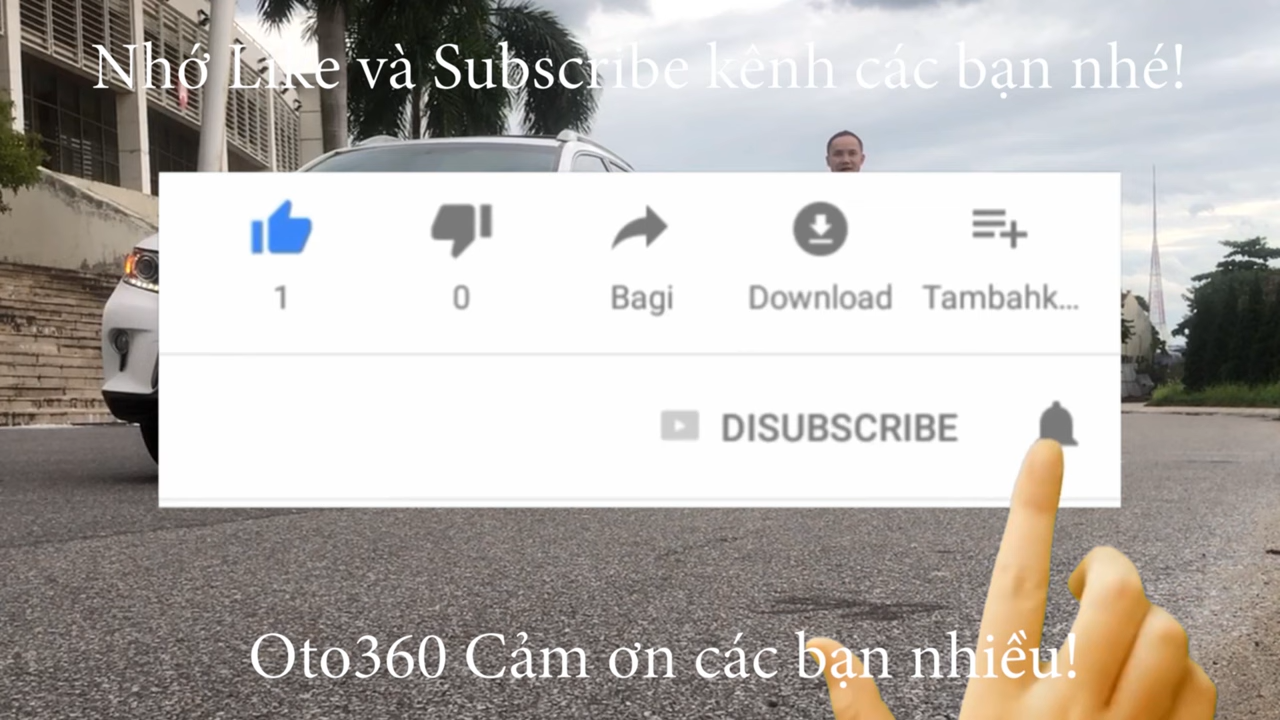 Nhớ Like và Subscribe kênh các bạn nhé!
1 0 Bagi Download Tambahk...
DISUBSCRIBE
Oto360 Cảm ơn các bạn nhiều!